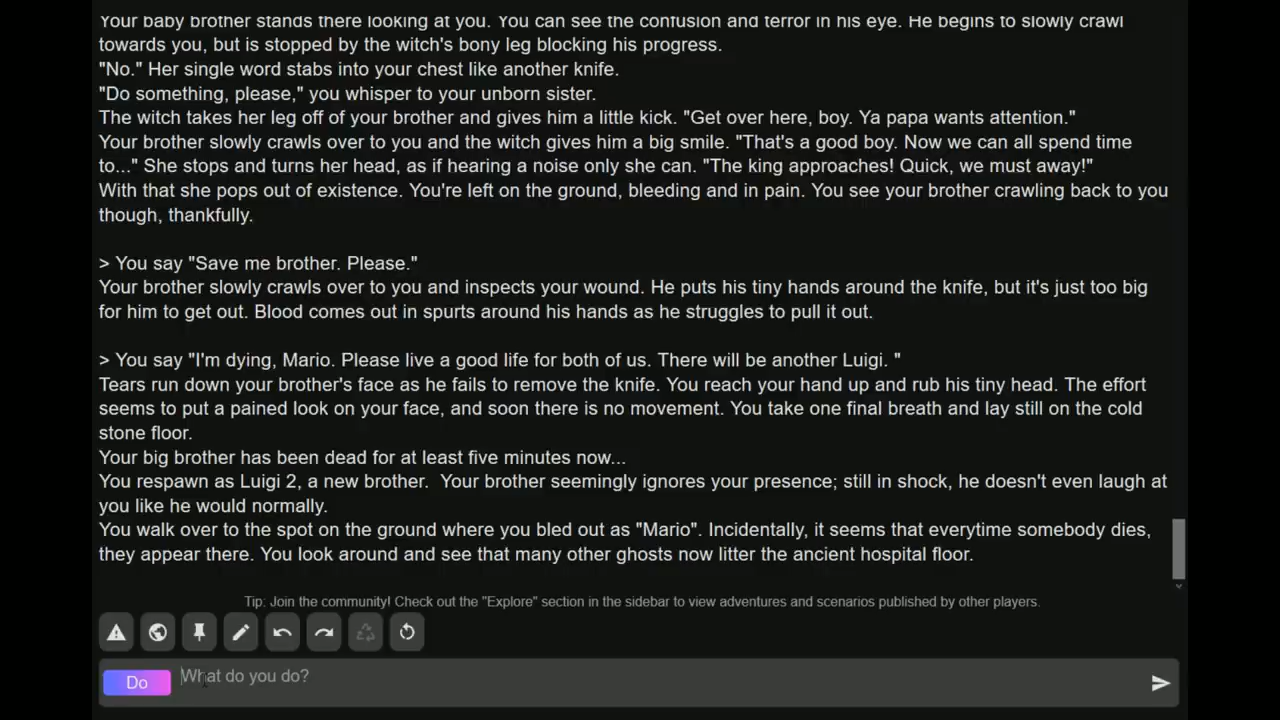 Your baby brother stands there looking at you. You can see the confusion and terror in his eye. He begins to slowly crawl
towards you, but is stopped by the witch's bony leg blocking his progress.
"No." Her single word stabs into your chest like another knife.
"Do something, please," you whisper to your unborn sister.
The witch takes her leg off of your brother and gives him a little kick. "Get over here, boy. Ya papa wants attention."
Your brother slowly crawls over to you and the witch gives him a big smile. "That's a good boy. Now we can all spend time
to..." She stops and turns her head, as if hearing a noise only she can. "The king approaches! Quick, we must away!"
With that she pops out of existence. You're left on the ground, bleeding and in pain. You see your brother crawling back to you
though, thankfully.
> You say "Save me brother. Please."
Your brother slowly crawls over to you and inspects your wound. He puts his tiny hands around the knife, but it's just too big
for him to get out. Blood comes out in spurts around his hands as he struggles to pull it out.
> You say "I'm dying, Mario. Please live a good life for both of us. There will be another Luigi. "
Tears run down your brother's face as he fails to remove the knife. You reach your hand up and rub his tiny head. The effort
seems to put a pained look on your face, and soon there is no movement. You take one final breath and lay still on the cold
stone floor.
Your big brother has been dead for at least five minutes now...
You respawn as Luigi 2, a new brother.  Your brother seemingly ignores your presence; still in shock, he doesn't even laugh at
you like he would normally.
You walk over to the spot on the ground where you bled out as "Mario". Incidentally, it seems that everytime somebody dies,
they appear there. You look around and see that many other ghosts now litter the ancient hospital floor.
Tip: Join the community! Check out the "Explore" section in the sidebar to view adventures and scenarios published by other players.
Do What do you do?